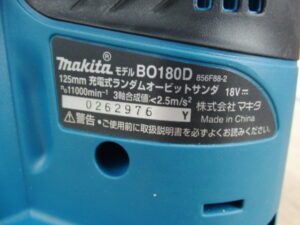 makita® モデル BO180D 856F88-2
125mm 充電式ランダムオービットサンダ 18V⎓
n₀11000min⁻¹ 3軸合成値<2.5m/s² 株式会社マキタ
0262976 Y Made in China
⚠警告・ご使用前に取扱説明書を必ずよくお読みください。